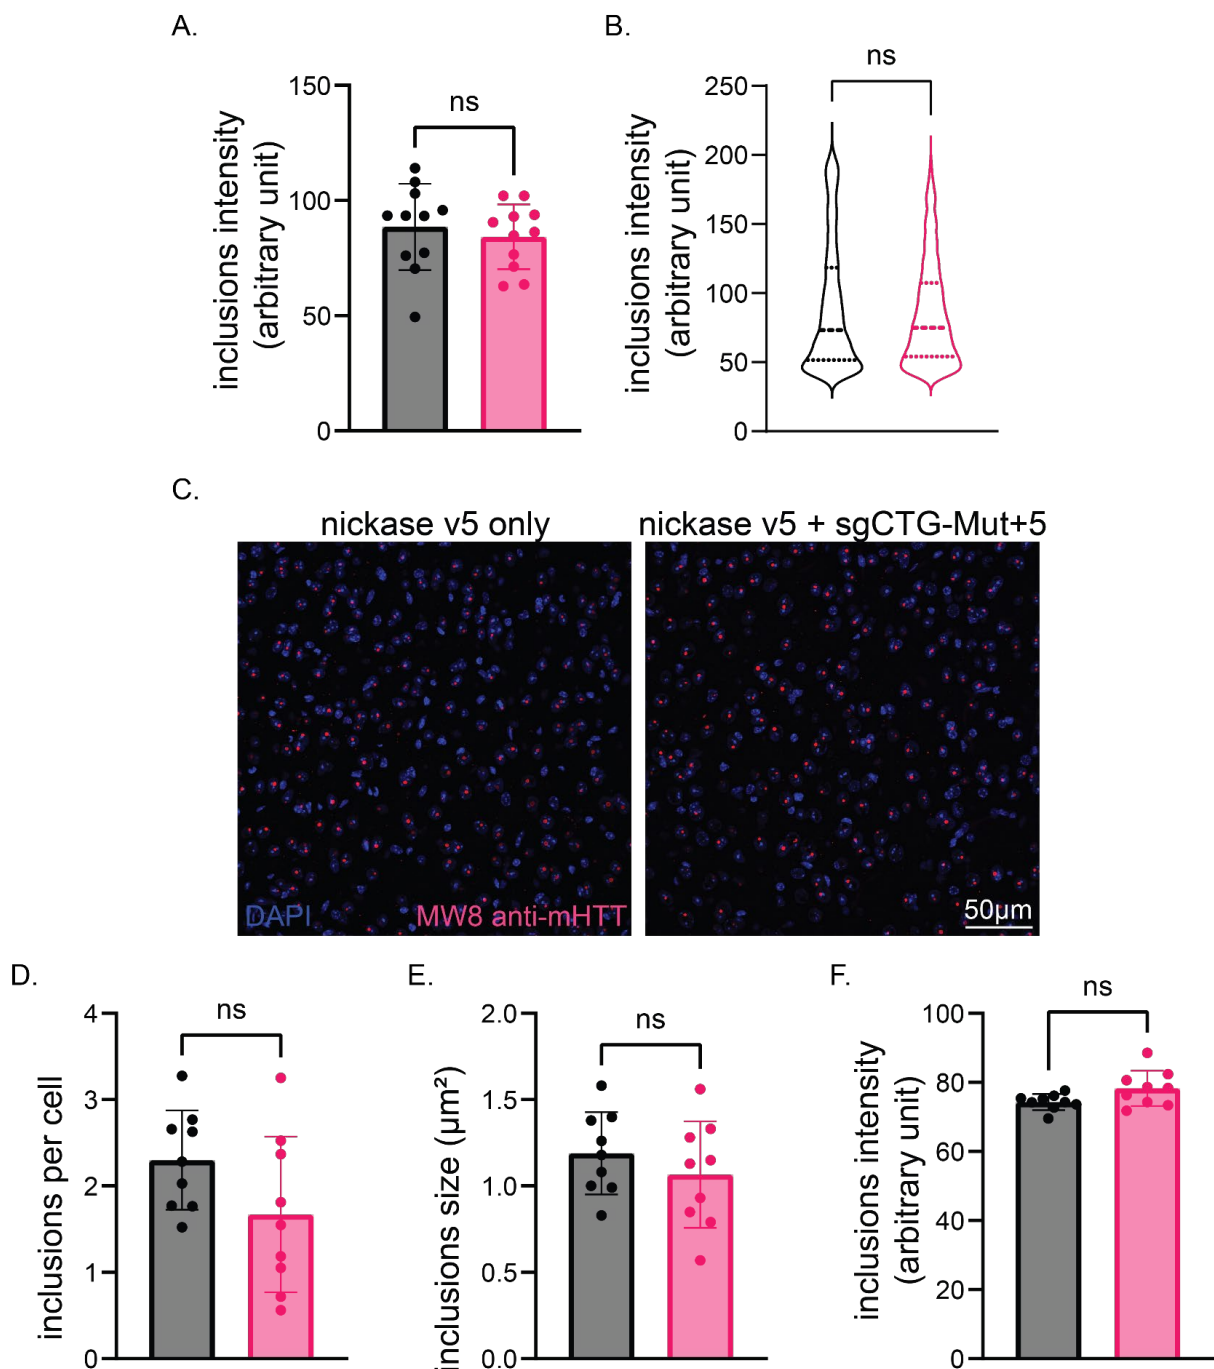 A.
inclusions intensity
(arbitrary unit)
150
100
50
0
ns
B.
inclusions intensity
(arbitrary unit)
250
200
150
100
50
0
ns
C.
nickase v5 only
nickase v5 + sgCTG-Mut+5
DAPI
MW8 anti-mHTT
50µm
D.
inclusions per cell
4
3
2
1
0
ns
E.
inclusions size (µm²)
2.0
1.5
1.0
0.5
0.0
ns
F.
inclusions intensity
(arbitrary unit)
100
80
60
40
20
0
ns